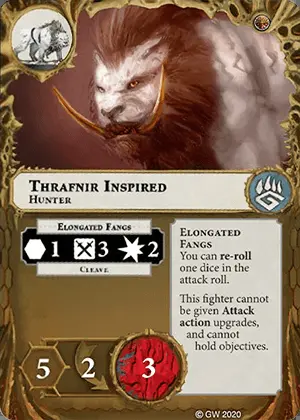 Thrafnir Inspired
Hunter
Elongated Fangs
1 3 2
Cleave
Elongated
Fangs
You can re-roll
one dice in the
attack roll.
This fighter cannot
be given Attack
action upgrades,
and cannot
hold objectives.
5 2 3
© GW 2020